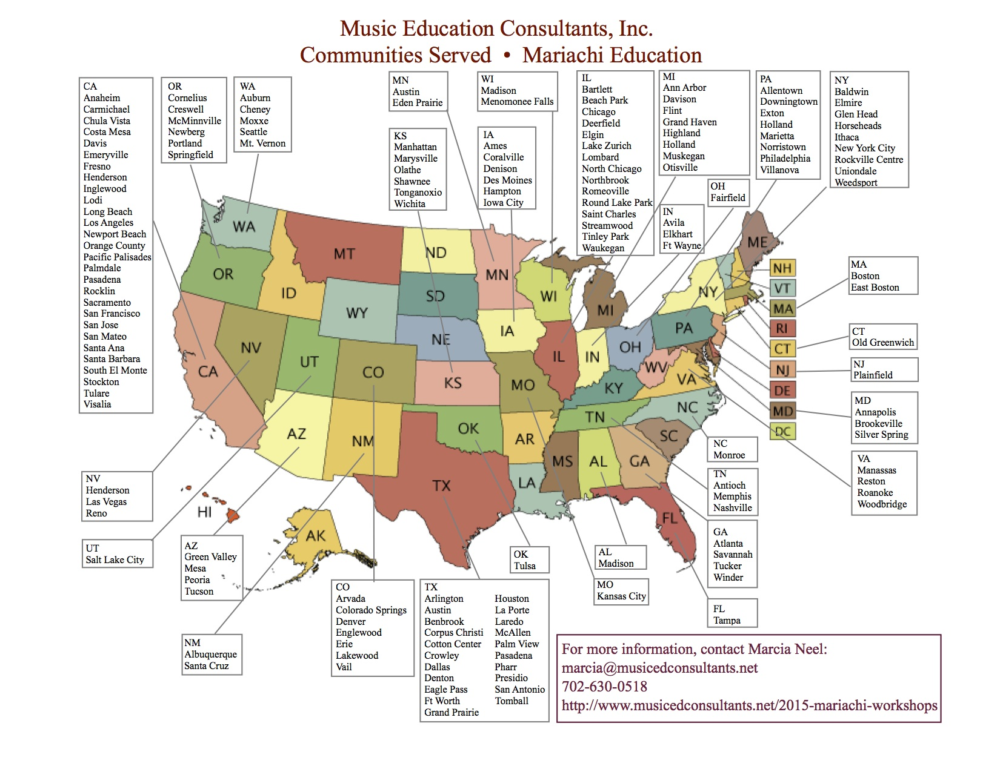 Music Education Consultants, Inc.
Communities Served • Mariachi Education
CA
Anaheim
Carmichael
Chula Vista
Costa Mesa
Davis
Emeryville
Fresno
Henderson
Inglewood
Lodi
Long Beach
Los Angeles
Newport Beach
Orange County
Pacific Palisades
Palmdale
Pasadena
Rocklin
Sacramento
San Francisco
San Jose
San Mateo
Santa Ana
Santa Barbara
South El Monte
Stockton
Tulare
Visalia
OR
Cornelius
Creswell
McMinnville
Newberg
Portland
Springfield
WA
Auburn
Cheney
Moxxe
Seattle
Mt. Vernon
MN
Austin
Eden Prairie
KS
Manhattan
Marysville
Olathe
Shawnee
Tonganoxio
Wichita
WI
Madison
Menomonee Falls
IA
Ames
Coralville
Denison
Des Moines
Hampton
Iowa City
IL
Bartlett
Beach Park
Chicago
Deerfield
Elgin
Lake Zurich
Lombard
North Chicago
Northbrook
Romeoville
Round Lake Park
Saint Charles
Streamwood
Tinley Park
Waukegan
MI
Ann Arbor
Davison
Flint
Grand Haven
Highland
Holland
Muskegan
Otisville
IN
Avila
Elkhart
Ft Wayne
OH
Fairfield
PA
Allentown
Downingtown
Exton
Holland
Marietta
Norristown
Philadelphia
Villanova
NY
Baldwin
Elmire
Glen Head
Horseheads
Ithaca
New York City
Rockville Centre
Uniondale
Weedsport
WA
OR
ID
MT
ND
MN
SD
WY
NE
IA
WI
MI
NV
UT
CO
KS
MO
IL
IN
OH
PA
NY
ME
CA
AZ
NM
OK
AR
KY
WV
VA
TN
NC
SC
TX
LA
MS
AL
GA
FL
HI
AK
NH
VT
MA
RI
CT
NJ
DE
MD
DC
MA
Boston
East Boston
CT
Old Greenwich
NJ
Plainfield
MD
Annapolis
Brookeville
Silver Spring
VA
Manassas
Reston
Roanoke
Woodbridge
NC
Monroe
TN
Antioch
Memphis
Nashville
GA
Atlanta
Savannah
Tucker
Winder
FL
Tampa
NV
Henderson
Las Vegas
Reno
UT
Salt Lake City
AZ
Green Valley
Mesa
Peoria
Tucson
NM
Albuquerque
Santa Cruz
CO
Arvada
Colorado Springs
Denver
Englewood
Erie
Lakewood
Vail
TX
Arlington
Austin
Benbrook
Corpus Christi
Cotton Center
Crowley
Dallas
Denton
Eagle Pass
Ft Worth
Grand Prairie
Houston
La Porte
Laredo
McAllen
Palm View
Pasadena
Pharr
Presidio
San Antonio
Tomball
OK
Tulsa
AL
Madison
MO
Kansas City
For more information, contact Marcia Neel:
marcia@musicedconsultants.net
702-630-0518
http://www.musicedconsultants.net/2015-mariachi-workshops